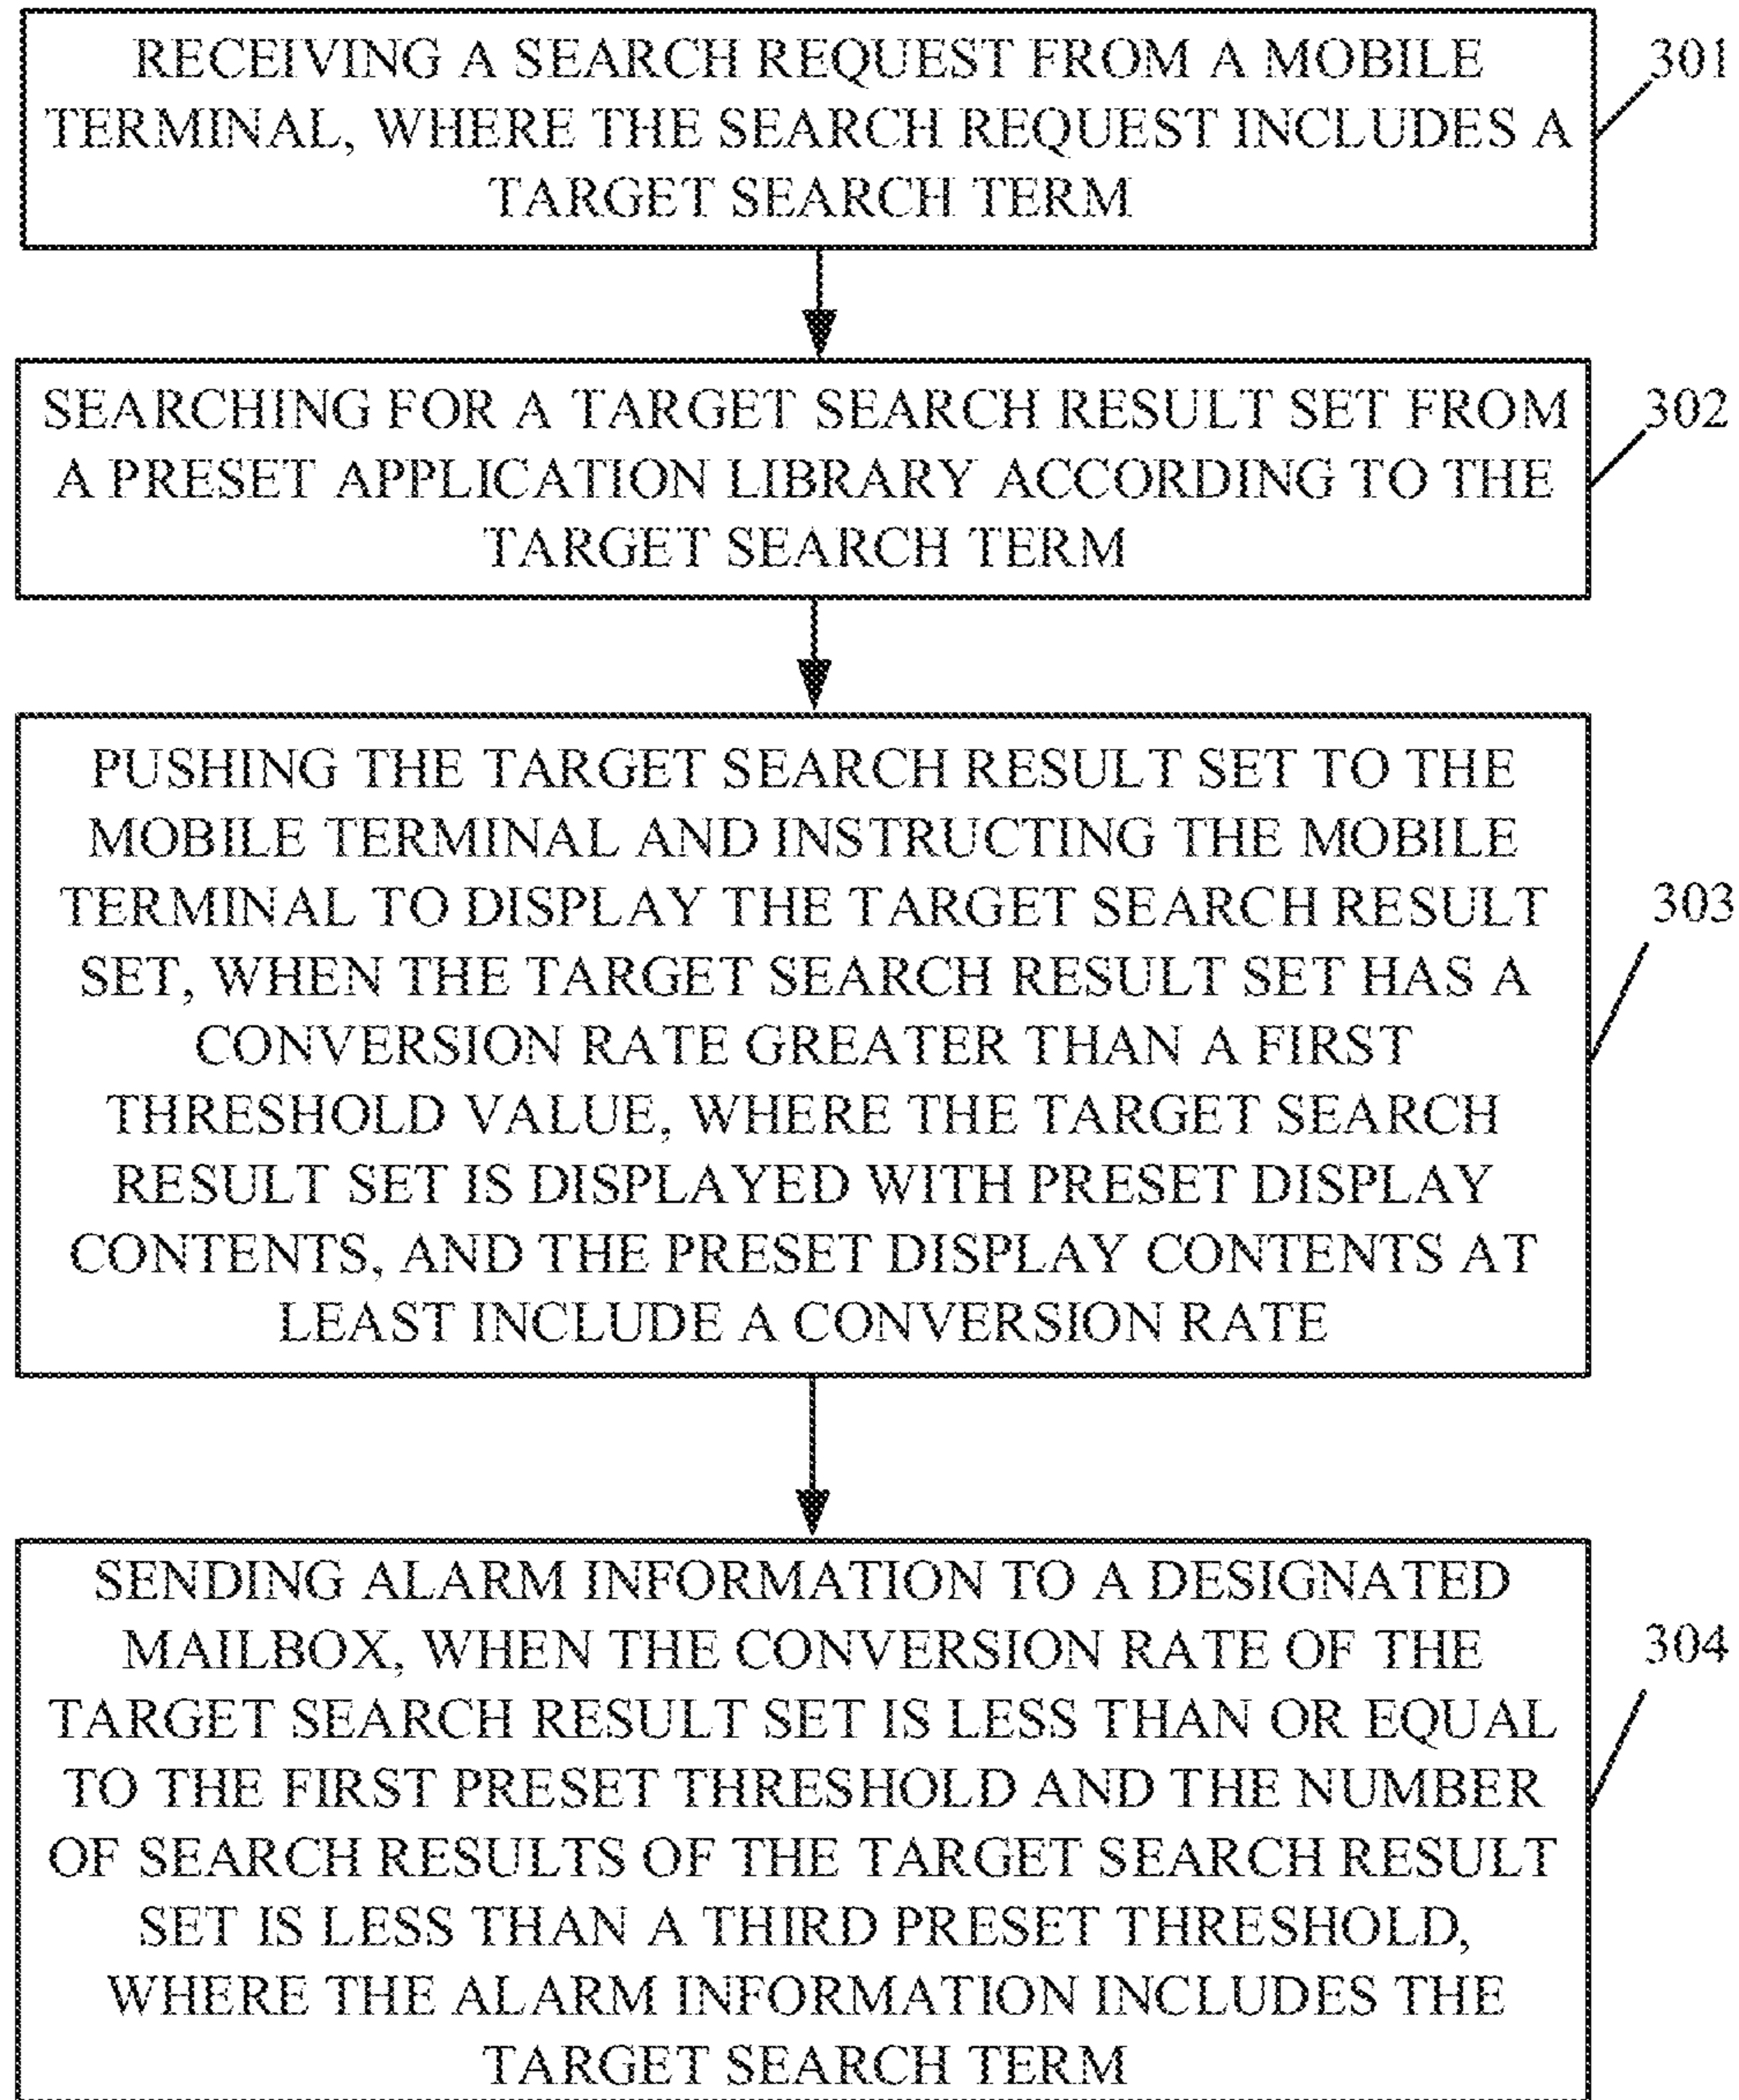 RECEIVING A SEARCH REQUEST FROM A MOBILE
TERMINAL, WHERE THE SEARCH REQUEST INCLUDES A
TARGET SEARCH TERM
301
SEARCHING FOR A TARGET SEARCH RESULT SET FROM
A PRESET APPLICATION LIBRARY ACCORDING TO THE
TARGET SEARCH TERM
302
PUSHING THE TARGET SEARCH RESULT SET TO THE
MOBILE TERMINAL AND INSTRUCTING THE MOBILE
TERMINAL TO DISPLAY THE TARGET SEARCH RESULT
SET, WHEN THE TARGET SEARCH RESULT SET HAS A
CONVERSION RATE GREATER THAN A FIRST
THRESHOLD VALUE, WHERE THE TARGET SEARCH
RESULT SET IS DISPLAYED WITH PRESET DISPLAY
CONTENTS, AND THE PRESET DISPLAY CONTENTS AT
LEAST INCLUDE A CONVERSION RATE
303
SENDING ALARM INFORMATION TO A DESIGNATED
MAILBOX, WHEN THE CONVERSION RATE OF THE
TARGET SEARCH RESULT SET IS LESS THAN OR EQUAL
TO THE FIRST PRESET THRESHOLD AND THE NUMBER
OF SEARCH RESULTS OF THE TARGET SEARCH RESULT
SET IS LESS THAN A THIRD PRESET THRESHOLD,
WHERE THE ALARM INFORMATION INCLUDES THE
TARGET SEARCH TERM
304